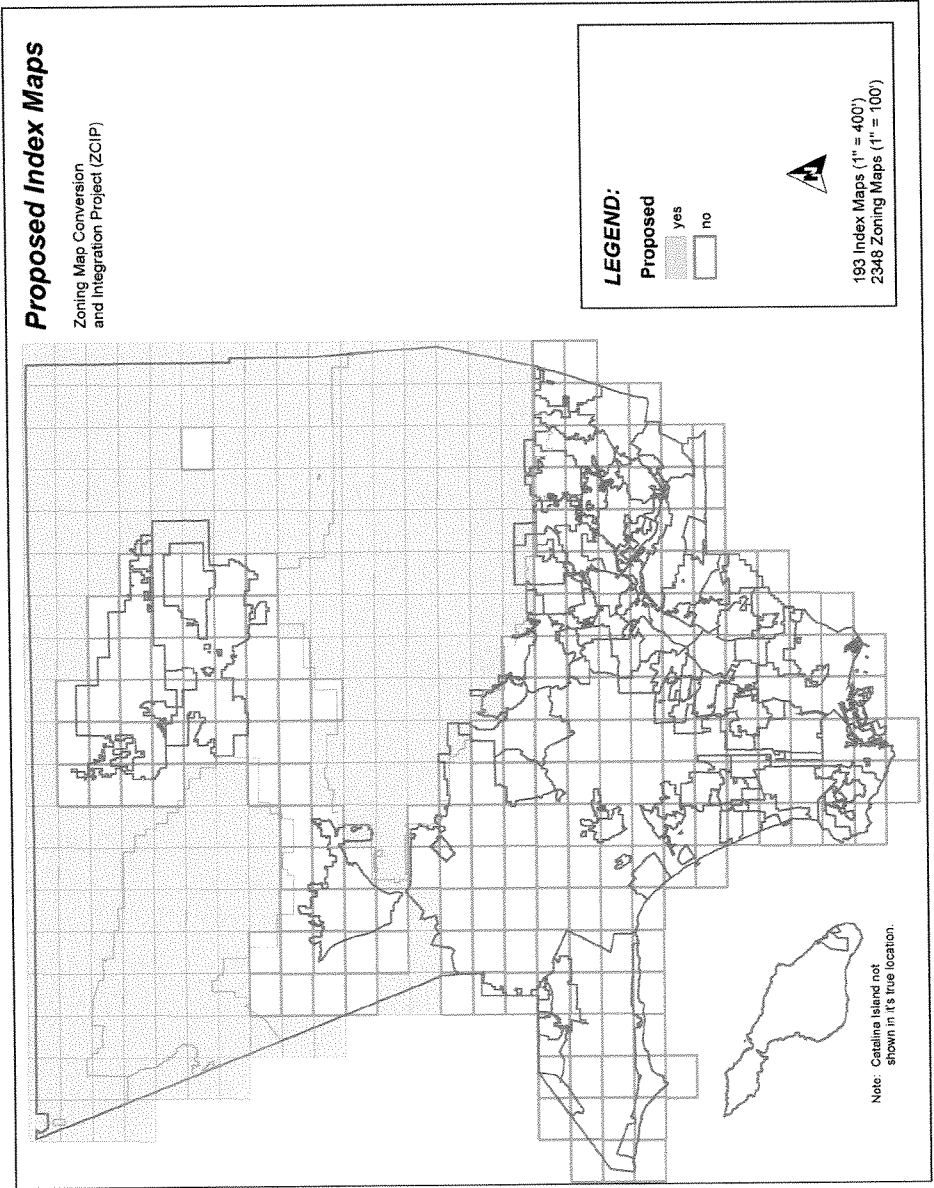 Proposed Index Maps
Zoning Map Conversion
and Integration Project (ZCIP)
LEGEND:
Proposed
yes
no
N
193 Index Maps (1" = 400')
2348 Zoning Maps (1" = 100')
Note: Catalina Island not
shown in it's true location.